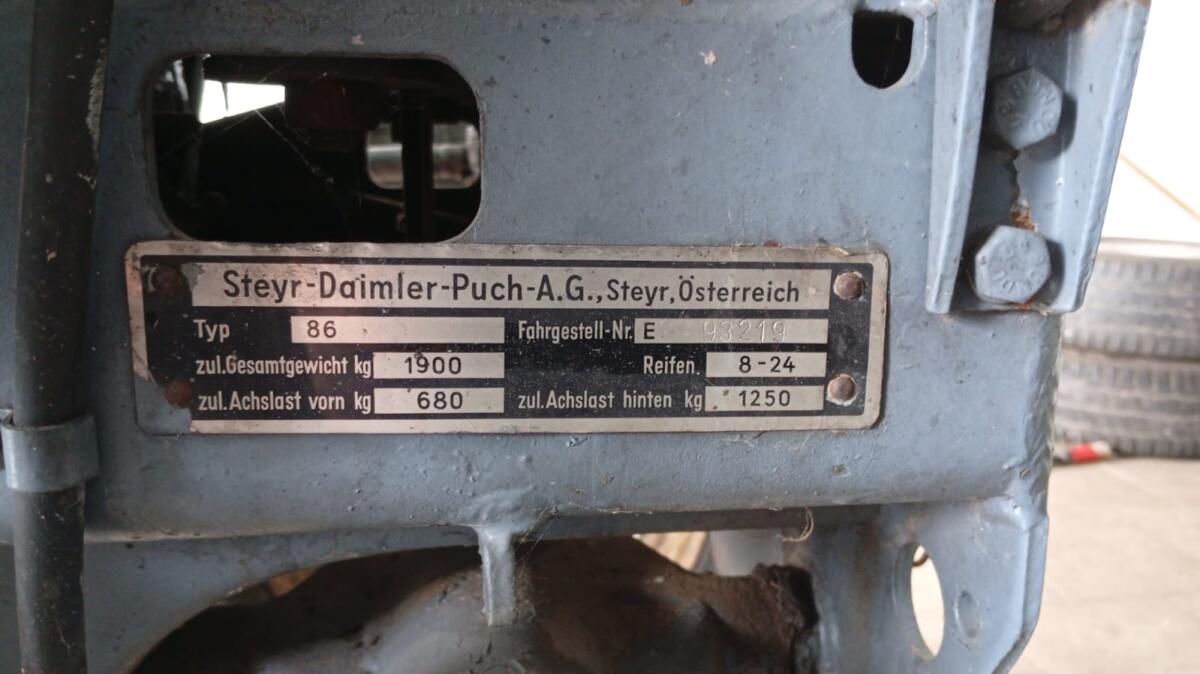 Steyr-Daimler-Puch-A.G., Steyr, Österreich
Typ 86 Fahrgestell-Nr. E 93219
zul. Gesamtgewicht kg 1900 Reifen. 8-24
zul. Achslast vorn kg 680 zul. Achslast hinten kg 1250